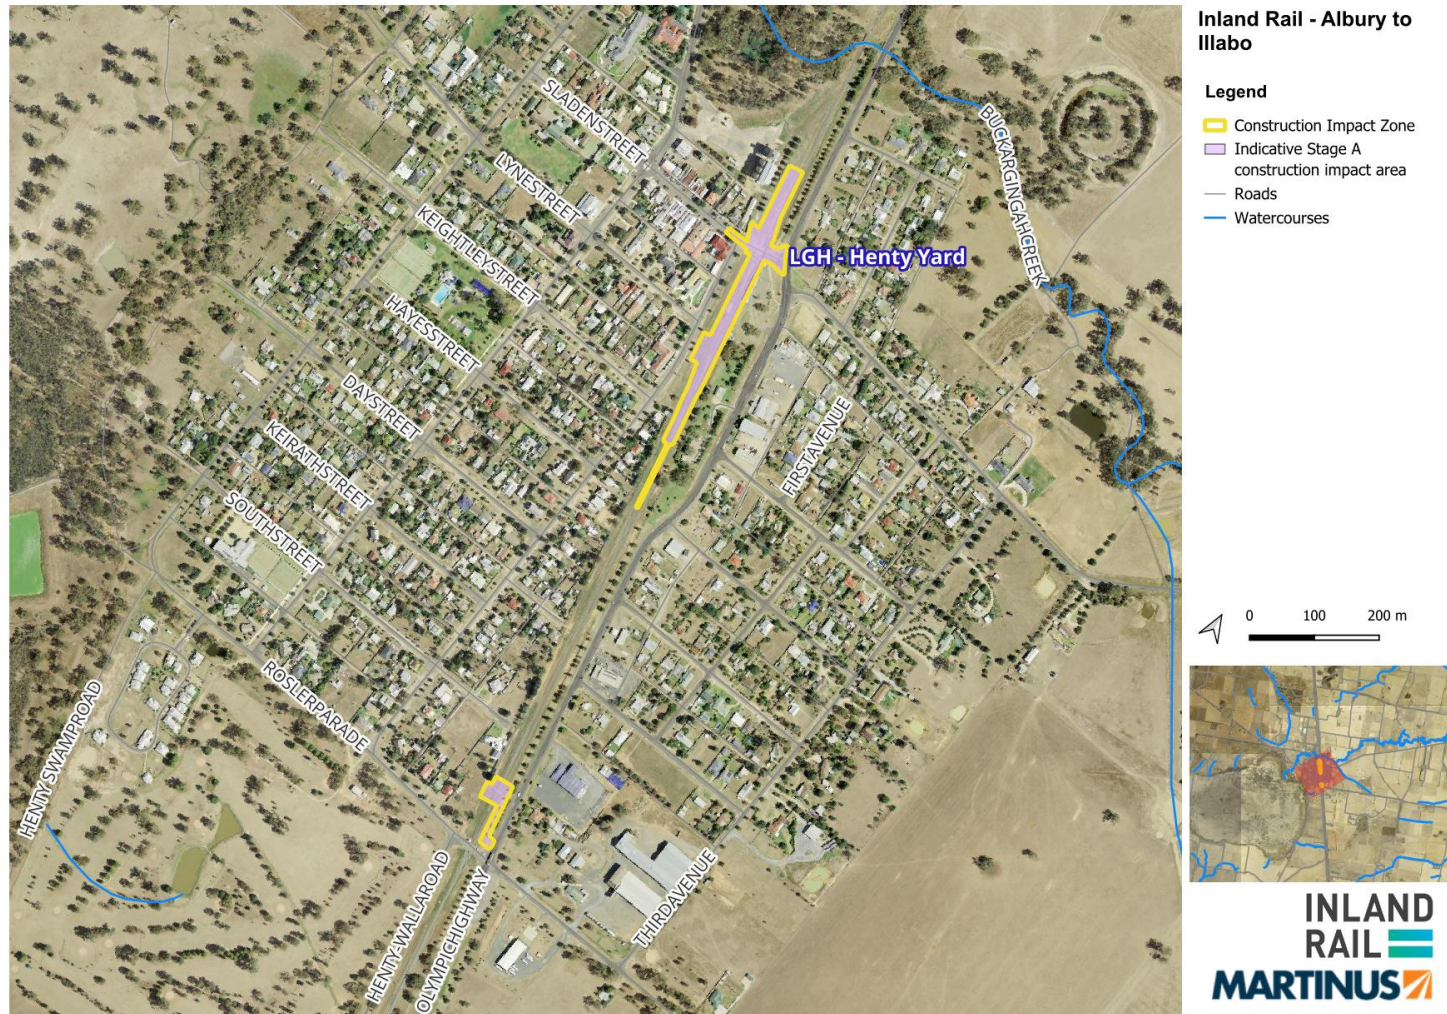 Inland Rail - Albury to
Illabo
Legend
Construction Impact Zone
Indicative Stage A
construction impact area
Roads
Watercourses
SLADENSTREET
LYNESTREET
KEIGHTLEYSTREET
HAYESSTREET
DAYSTREET
KEIRATHSTREET
SOUTHSTREET
ROSLERPARADE
HENTY SWAMPROAD
HENTY-WALLAROAD
OLYMPICHIGHWAY
THIRDAVENUE
FIRSTAVENUE
BUCKARGINGAHCREEK
LGH - Henty Yard
0 100 200 m
INLAND
RAIL
MARTINUS